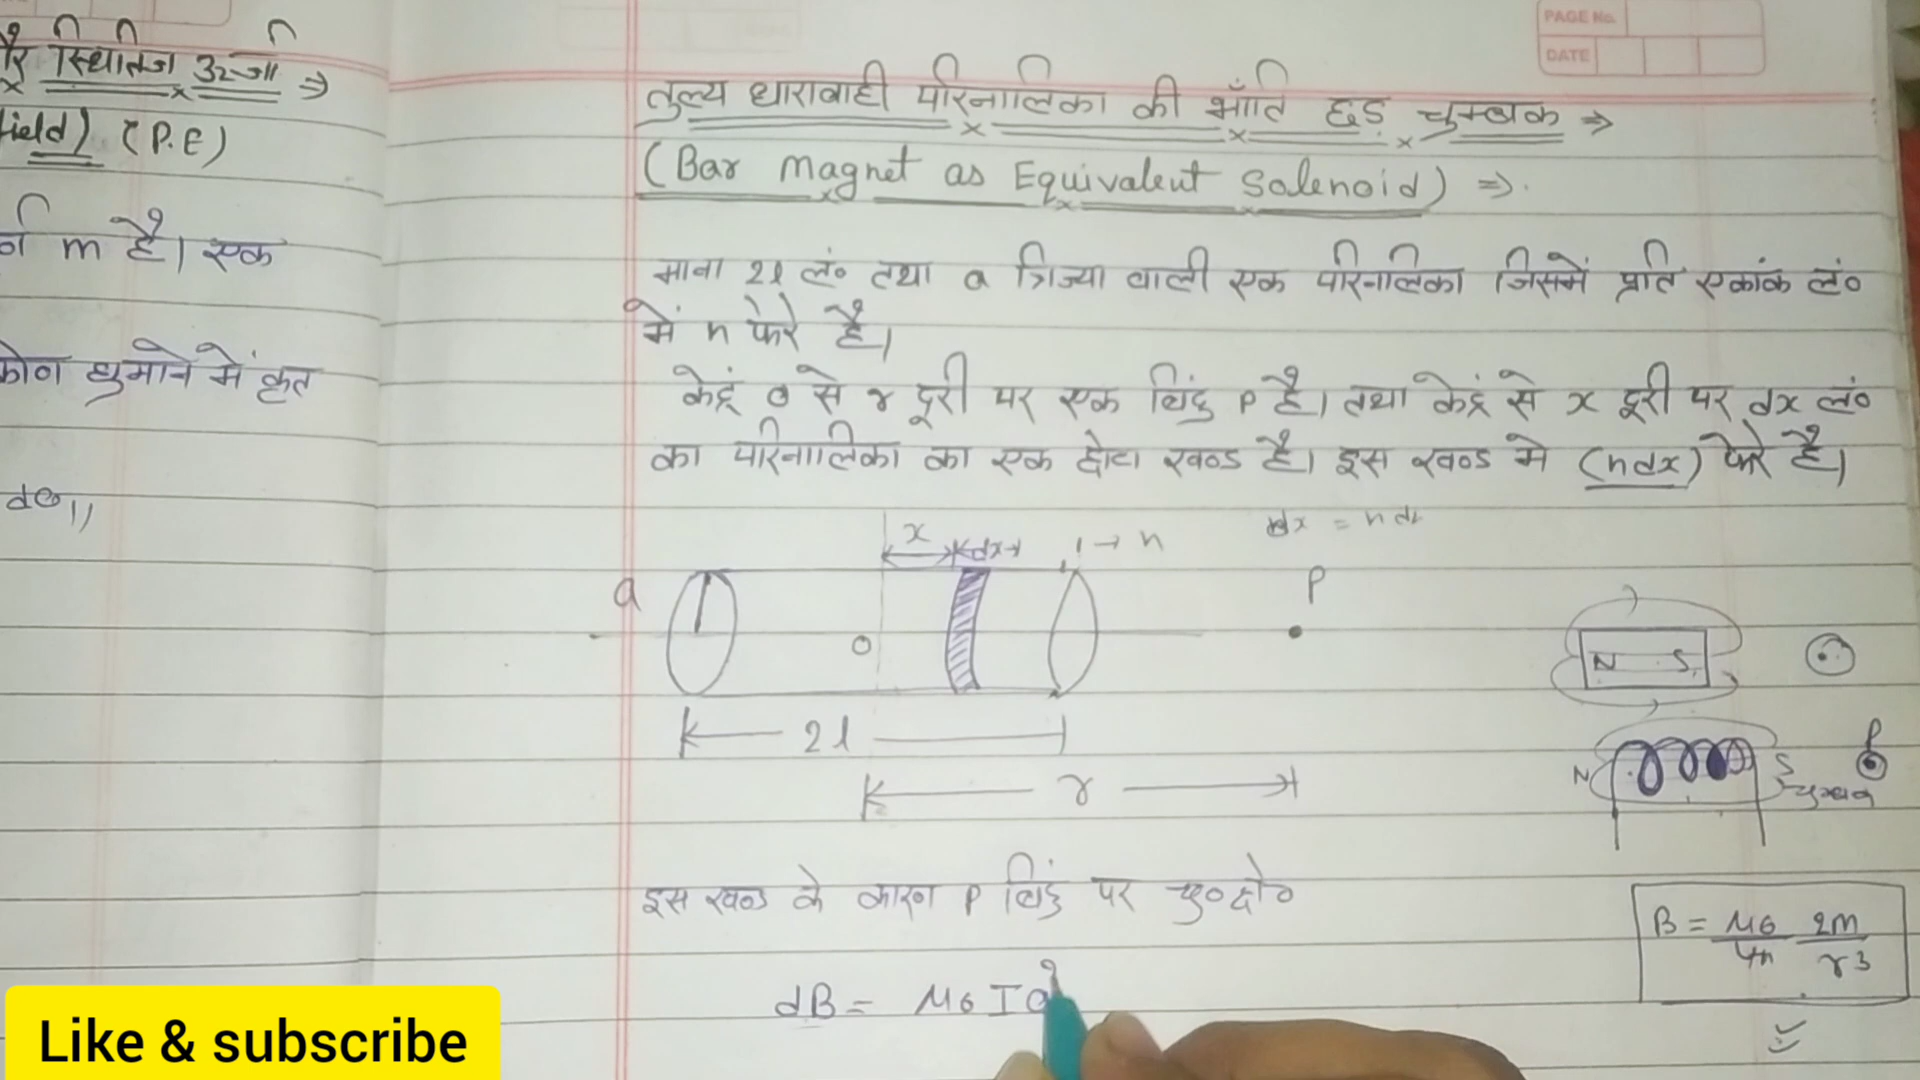 स्थितिज ऊर्जा ⇒
field) (P.E)
m है। एक
घुमाने में कृत
dθ,,
PAGE No.
DATE
तुल्य धारावाही परिनालिका की भाँति छड़ चुम्बक ⇒
(Bar Magnet as Equivalent Solenoid) ⇒.
माना 2l लं० तथा a त्रिज्या वाली एक परिनालिका जिसमें प्रति एकांक लं०
में n फेरे है।
केद्रं O से r दूरी पर एक बिंदु P है। तथा केद्रं से x दूरी पर dx लं०
का परिनालिका का एक छोटा खण्ड है। इस खण्ड मे (ndx) फेरे है।
x dx 1 → n
a O P
2l
r
N S
N S P
चुम्बक
इस खण्ड के कारण P बिंदु पर चु०क्षे०
dB = μ0 I a²
B = μ0/4π 2M/r3
Like & subscribe